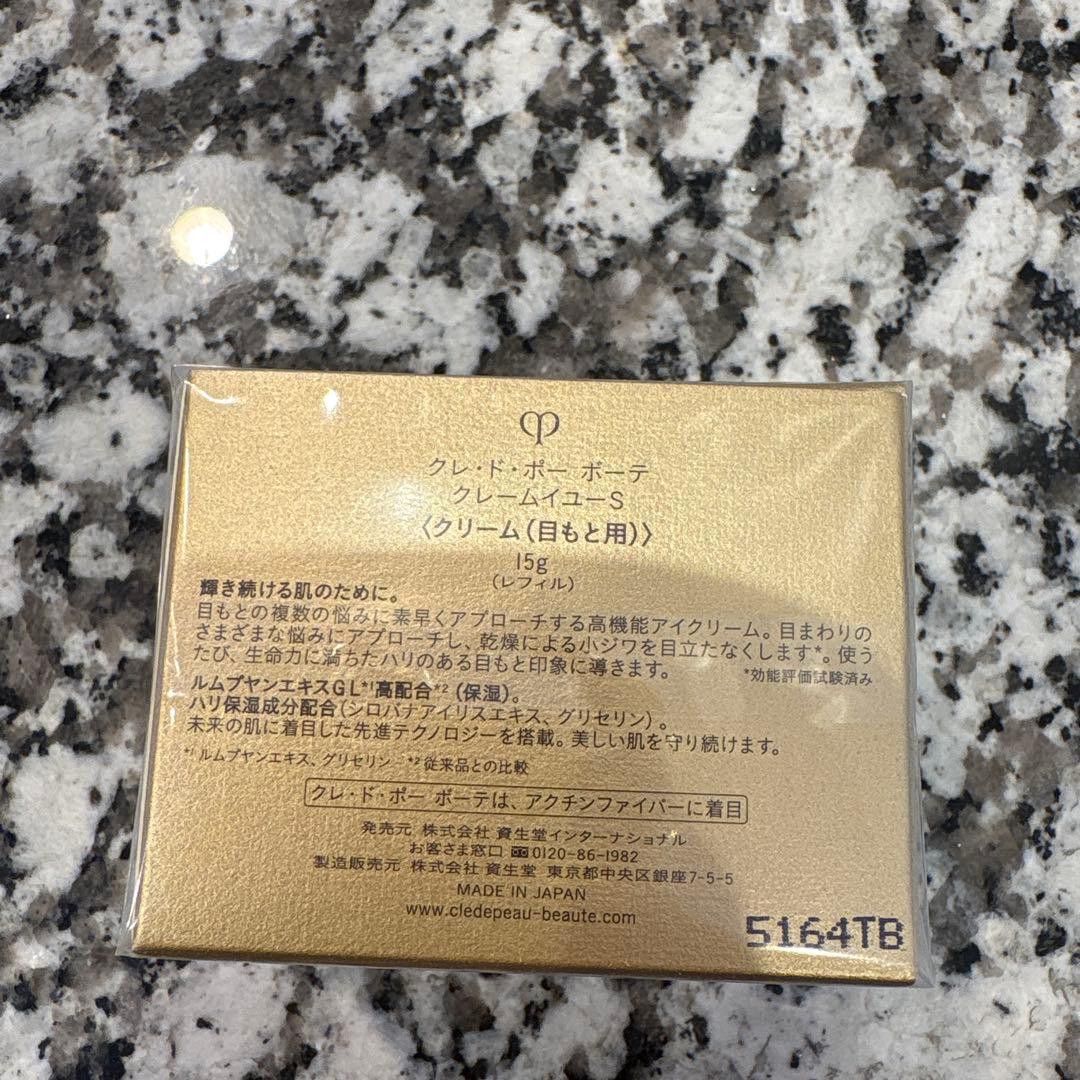 クレ・ド・ポー ボーテ
クレームイユーS
〈クリーム(目もと用)〉
15g
(レフィル)
輝き続ける肌のために。
目もとの複数の悩みに素早くアプローチする高機能アイクリーム。目まわりの
さまざまな悩みにアプローチし、乾燥による小ジワを目立たなくします*。使う
たび、生命力に満ちたハリのある目もと印象に導きます。 *効能評価試験済み
ルムプヤンエキスGL*1高配合*2(保湿)。
ハリ保湿成分配合(シロバナアイリスエキス、グリセリン)。
未来の肌に着目した先進テクノロジーを搭載。美しい肌を守り続けます。
*1 ルムプヤンエキス、グリセリン *2 従来品との比較
クレ・ド・ポー ボーテは、アクチンファイバーに着目
発売元 株式会社 資生堂インターナショナル
お客さま窓口 0120-86-1982
製造販売元 株式会社 資生堂 東京都中央区銀座7-5-5
MADE IN JAPAN
www.cledepeau-beaute.com
5164TB